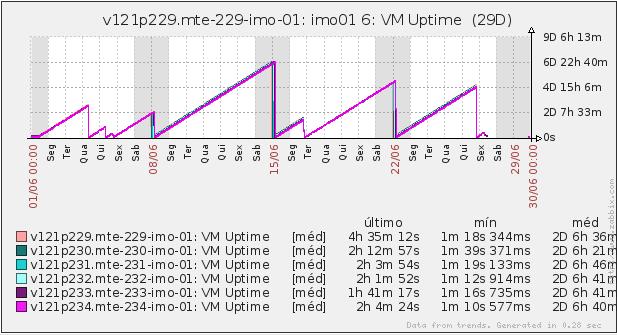 v121p229.mte-229-imo-01: imo01 6: VM Uptime (29D)
9D 6h 13m
6D 22h 40m
4D 15h 6m
2D 7h 33m
0s
01/06 00:00 Seg Ter Qua Qui Sex Sab 08/06 Seg Ter Qua Qui Sex Sab 15/06 Seg Ter Qua Qui Sex Sab 22/06 Seg Ter Qua Qui Sex Sab 29/06 30/06 00:00
último mín méd
v121p229.mte-229-imo-01: VM Uptime [méd] 4h 35m 12s 1m 18s 344ms 2D 6h 36m
v121p230.mte-230-imo-01: VM Uptime [méd] 2h 12m 57s 1m 39s 371ms 2D 6h 21m
v121p231.mte-231-imo-01: VM Uptime [méd] 2h 3m 54s 1m 19s 133ms 2D 6h 46m
v121p232.mte-232-imo-01: VM Uptime [méd] 2h 1m 52s 1m 12s 914ms 2D 6h 41m
v121p233.mte-233-imo-01: VM Uptime [méd] 1h 41m 17s 1m 16s 735ms 2D 6h 41m
v121p234.mte-234-imo-01: VM Uptime [méd] 2h 4m 24s 1m 10s 577ms 2D 6h 40m
Data from trends. Generated in 0.28 sec